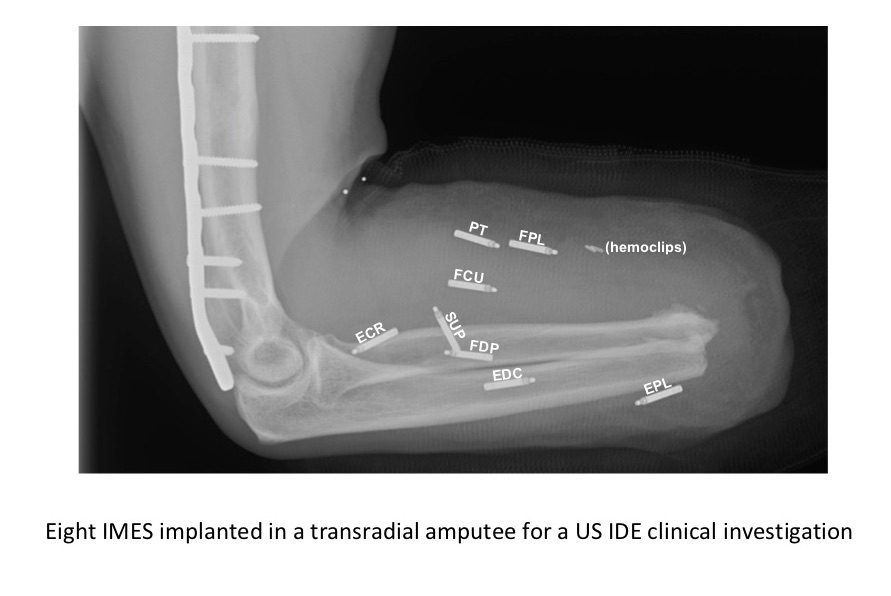 PT
FPL
(hemoclips)
FCU
SUP
ECR
FDP
EDC
EPL
Eight IMES implanted in a transradial amputee for a US IDE clinical investigation